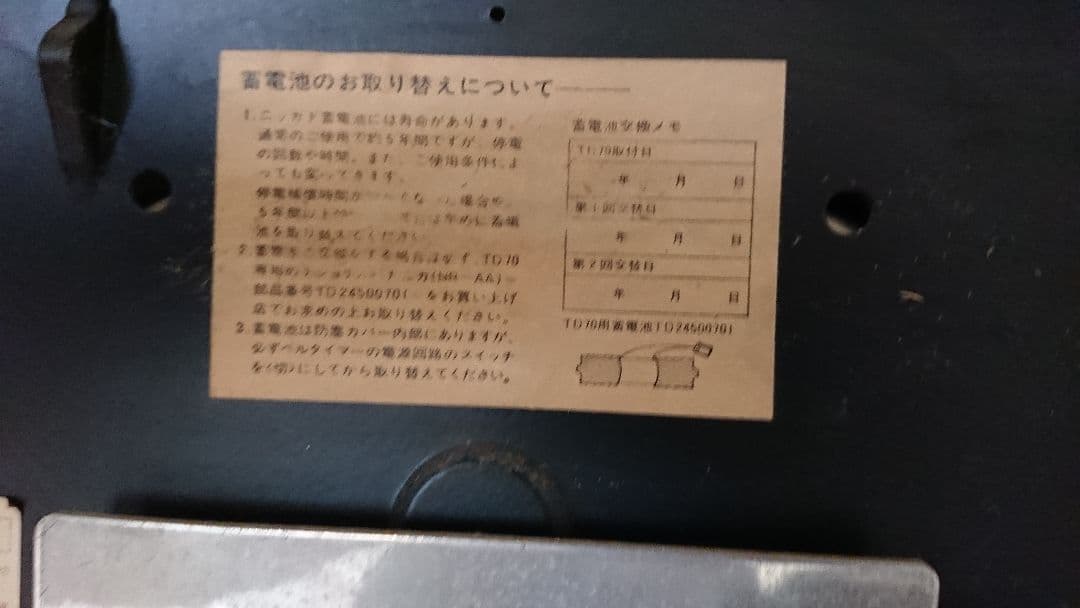 蓄電池のお取り替えについて
1. ニッカド蓄電池には寿命があります。
通常のご使用で約5年間ですが、停電
の回数や時間、また、ご使用条件によ
っても変ってきます。
停電補償時間が
場合や、
5年間以上
早めに蓄電
池を取り替えてください。
2. 場合は必ず、TD70
専用の
部品番号TD24500701 をお買い上げ
店でお求めの上お取り替えください。
3. 蓄電池は防塵カバー内部にありますが、
必ずベルタイマーの電源回路のスイッチ
を〈切〉にしてから取り替えてください。
蓄電池交換メモ
TD70取付日
年 月 日
第1回交替日
年 月 日
第2回交替日
年 月 日
TD70用蓄電池TD24500701